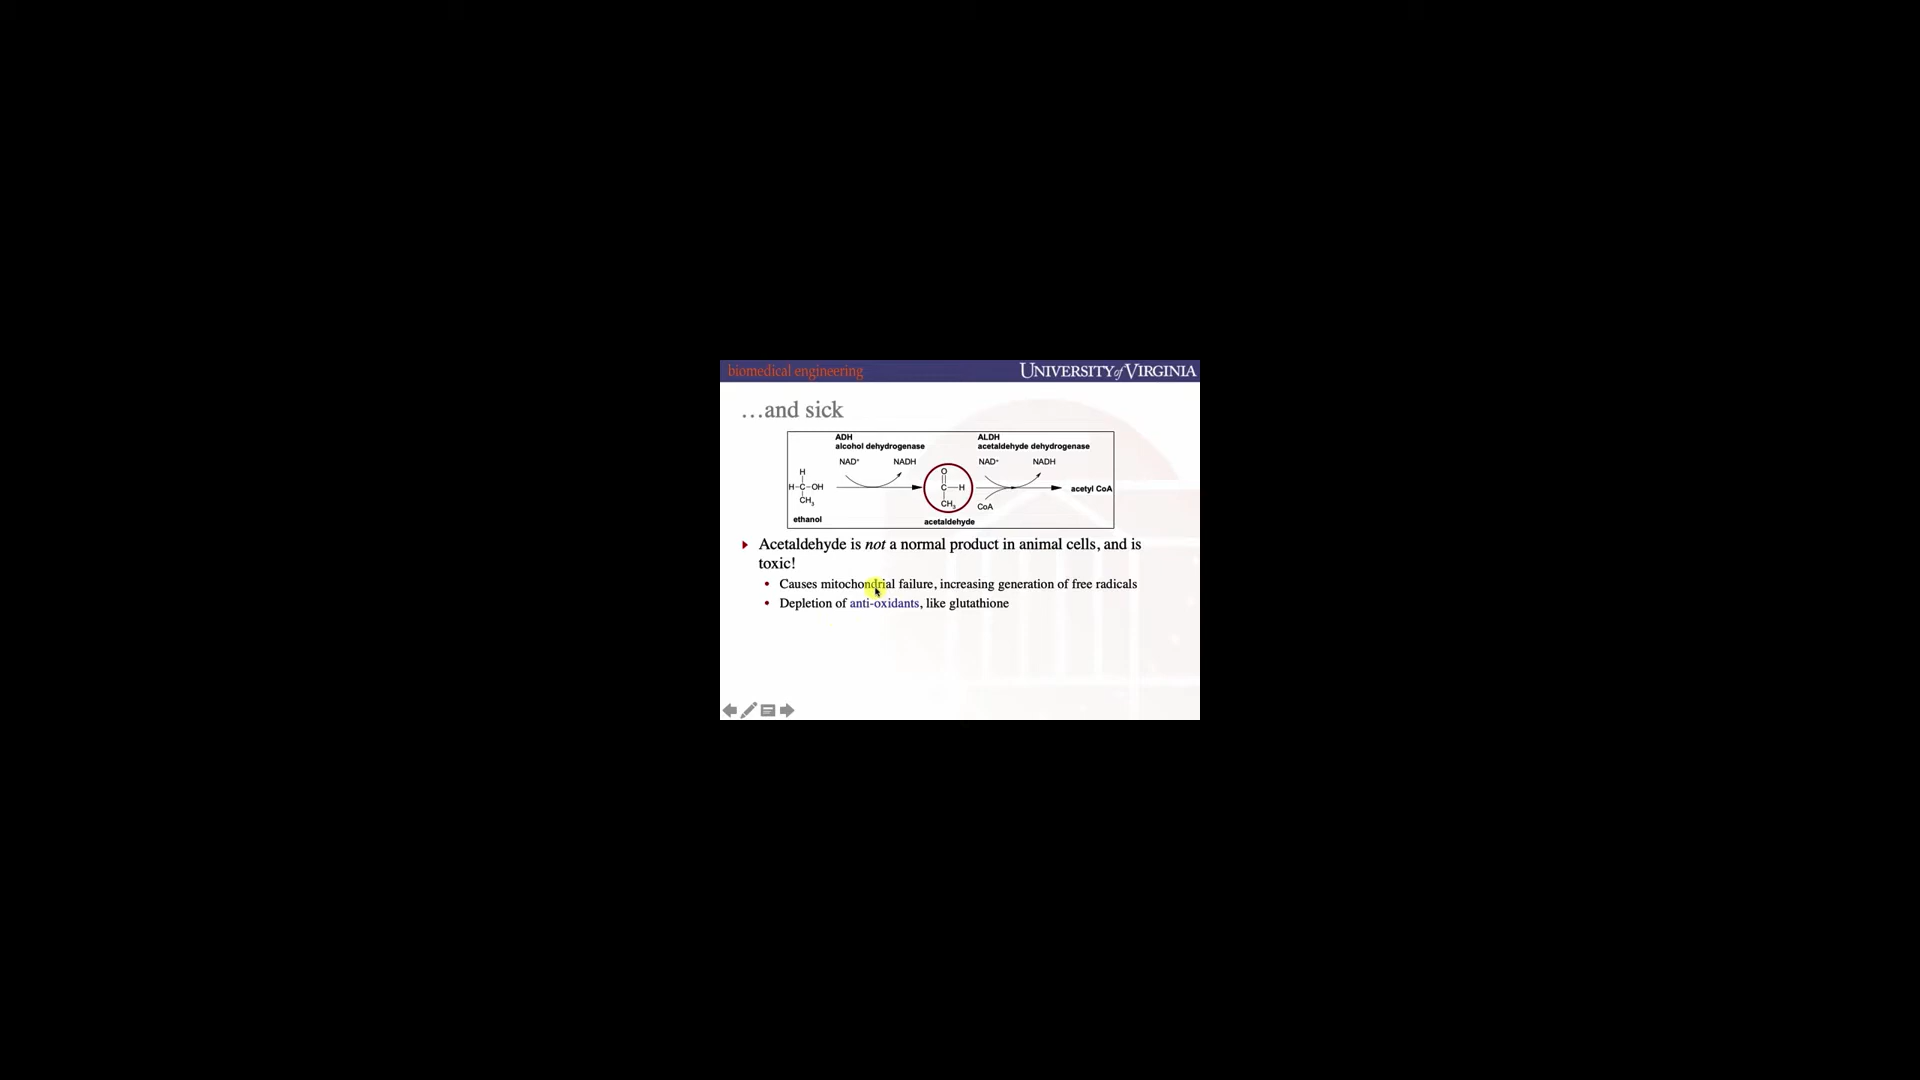 biomedical engineering
UNIVERSITY of VIRGINIA
…and sick
ADH
alcohol dehydrogenase
ALDH
acetaldehyde dehydrogenase
NAD⁺
NADH
NAD⁺
NADH
H
H-C-OH
CH₃
O
C-H
CH₃
CoA
acetyl CoA
ethanol
acetaldehyde
Acetaldehyde is not a normal product in animal cells, and is
toxic!
• Causes mitochondrial failure, increasing generation of free radicals
• Depletion of anti-oxidants, like glutathione